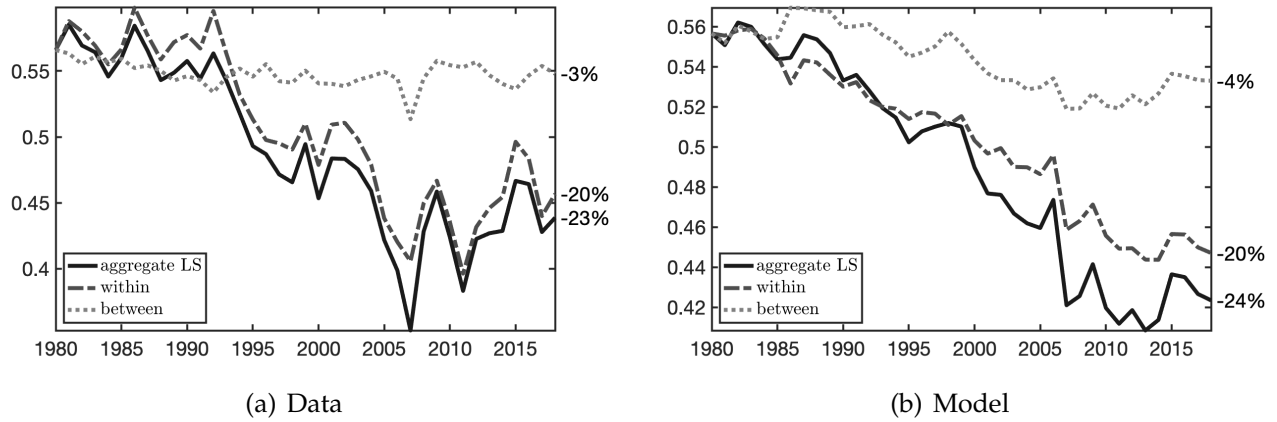 0.55
0.5
0.45
0.4
-3%
-20%
-23%
aggregate LS
within
between
1980 1985 1990 1995 2000 2005 2010 2015
(a) Data
0.56
0.54
0.52
0.5
0.48
0.46
0.44
0.42
-4%
-20%
-24%
aggregate LS
within
between
1980 1985 1990 1995 2000 2005 2010 2015
(b) Model